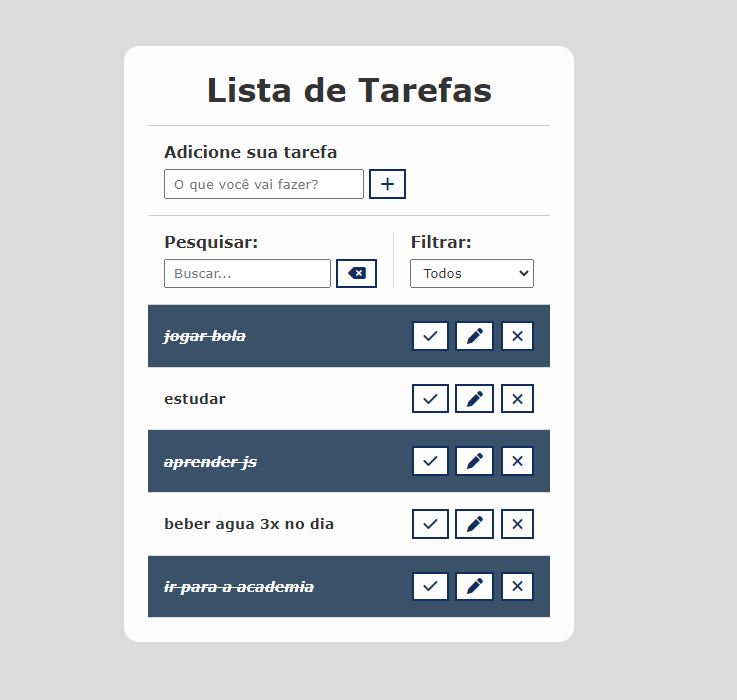 Lista de Tarefas
Adicione sua tarefa
O que você vai fazer?
Pesquisar:
Buscar...
Filtrar:
Todos
jogar bola
estudar
aprender js
beber agua 3x no dia
ir para a academia